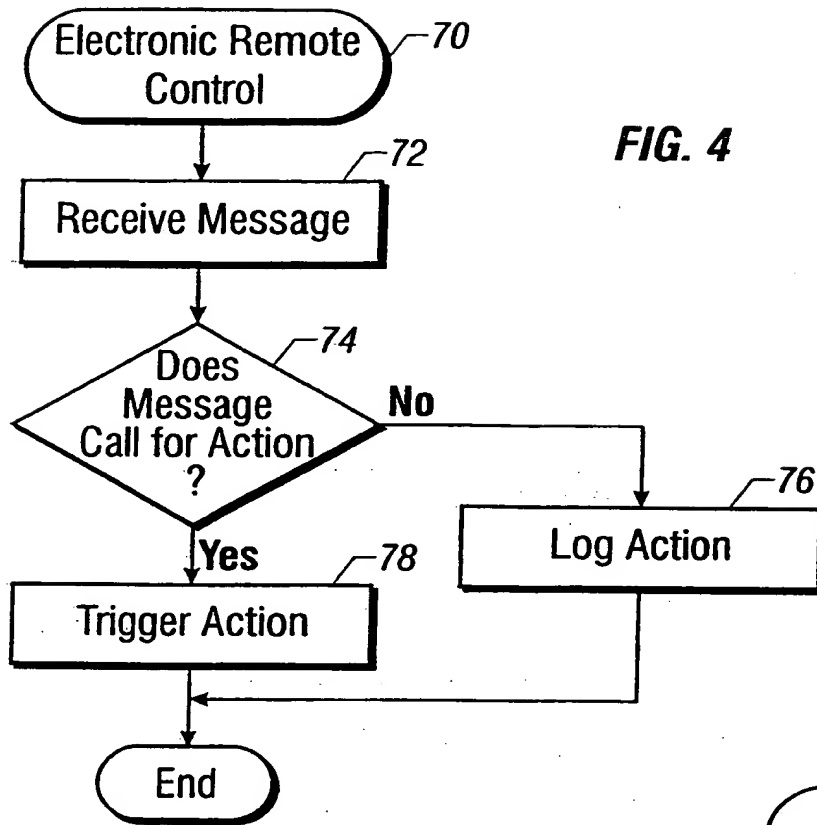 Electronic Remote
Control
70
FIG. 4
72
Receive Message
74
Does
Message
Call for Action
?
No
76
Log Action
Yes
78
Trigger Action
End